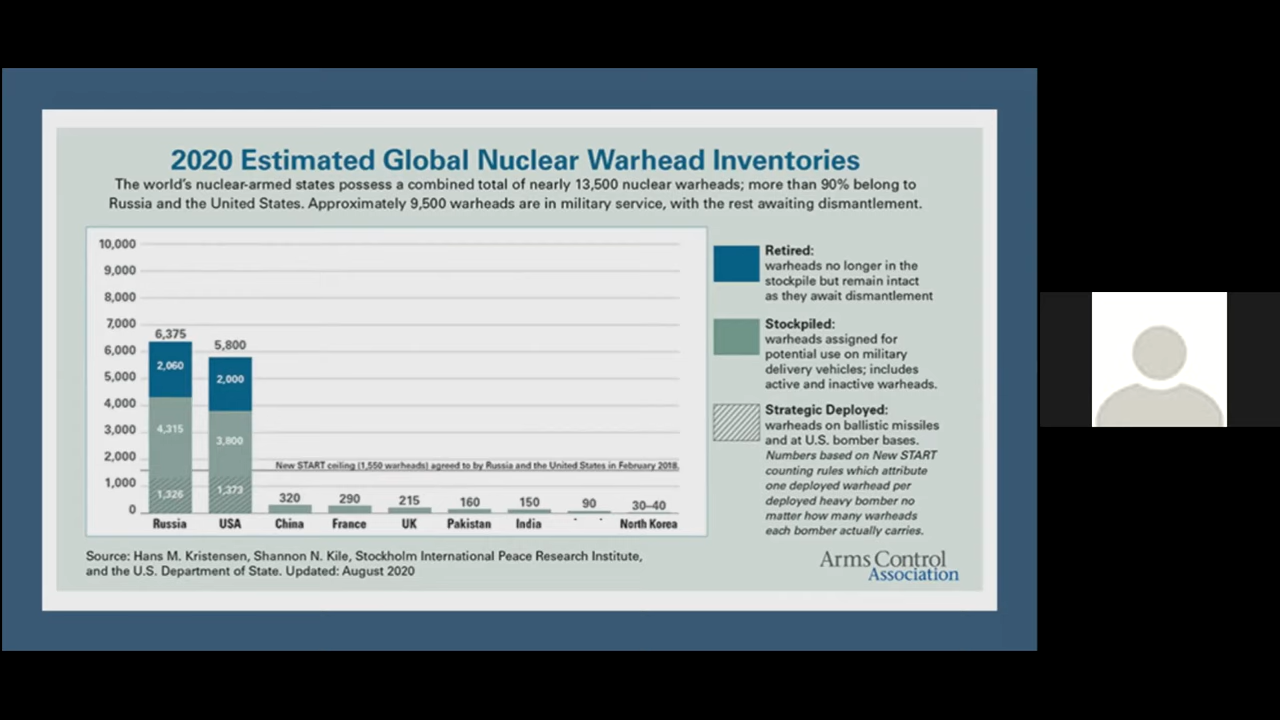 2020 Estimated Global Nuclear Warhead Inventories
The world's nuclear-armed states possess a combined total of nearly 13,500 nuclear warheads; more than 90% belong to
Russia and the United States. Approximately 9,500 warheads are in military service, with the rest awaiting dismantlement.
10,000
9,000
8,000
7,000
6,000
5,000
4,000
3,000
2,000
1,000
0
6,375
2,060
4,315
1,326
5,800
2,000
3,800
1,373
New START ceiling (1,550 warheads) agreed to by Russia and the United States in February 2018.
320
290
215
160
150
90
30–40
Russia
USA
China
France
UK
Pakistan
India
North Korea
Retired:
warheads no longer in the
stockpile but remain intact
as they await dismantlement
Stockpiled:
warheads assigned for
potential use on military
delivery vehicles; includes
active and inactive warheads.
Strategic Deployed:
warheads on ballistic missiles
and at U.S. bomber bases.
Numbers based on New START
counting rules which attribute
one deployed warhead per
deployed heavy bomber no
matter how many warheads
each bomber actually carries.
Source: Hans M. Kristensen, Shannon N. Kile, Stockholm International Peace Research Institute,
and the U.S. Department of State. Updated: August 2020
Arms Control
Association